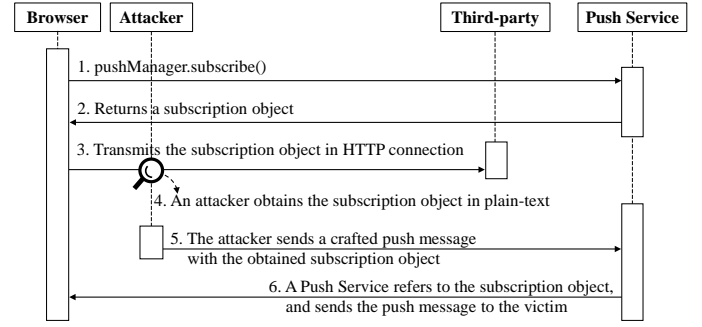 Browser Attacker Third-party Push Service
1. pushManager.subscribe()
2. Returns a subscription object
3. Transmits the subscription object in HTTP connection
4. An attacker obtains the subscription object in plain-text
5. The attacker sends a crafted push message
with the obtained subscription object
6. A Push Service refers to the subscription object,
and sends the push message to the victim